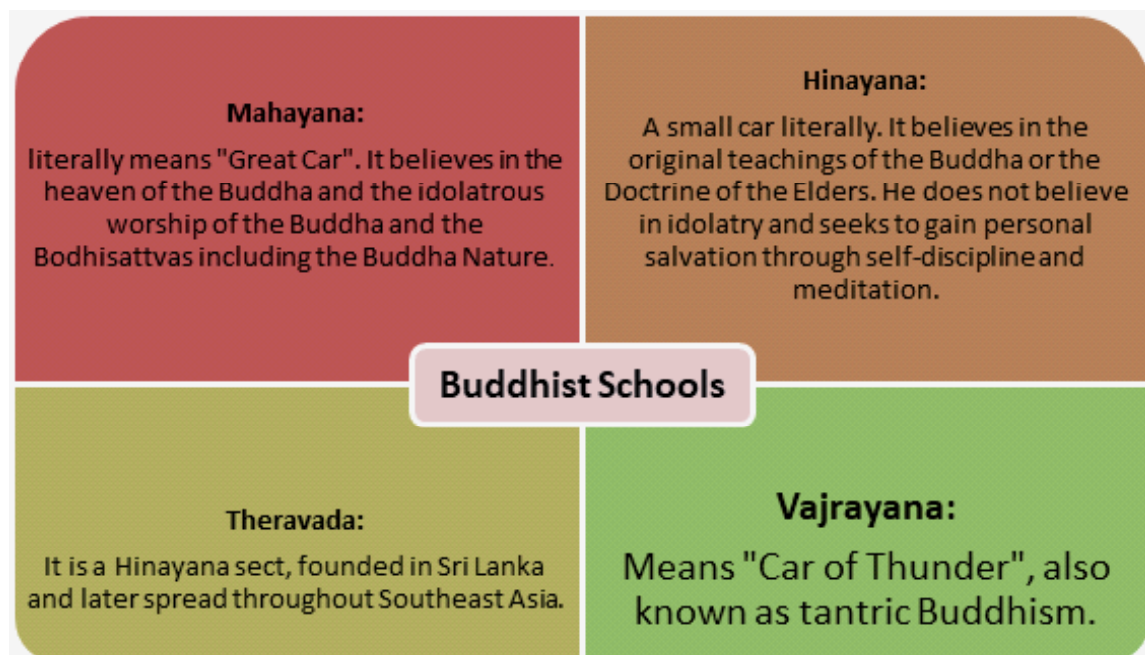 Mahayana:
literally means "Great Car". It believes in the
heaven of the Buddha and the idolatrous
worship of the Buddha and the
Bodhisattvas including the Buddha Nature.
Hinayana:
A small car literally. It believes in the
original teachings of the Buddha or the
Doctrine of the Elders. He does not believe
in idolatry and seeks to gain personal
salvation through self-discipline and
meditation.
Buddhist Schools
Theravada:
It is a Hinayana sect, founded in Sri Lanka
and later spread throughout Southeast Asia.
Vajrayana:
Means "Car of Thunder", also
known as tantric Buddhism.